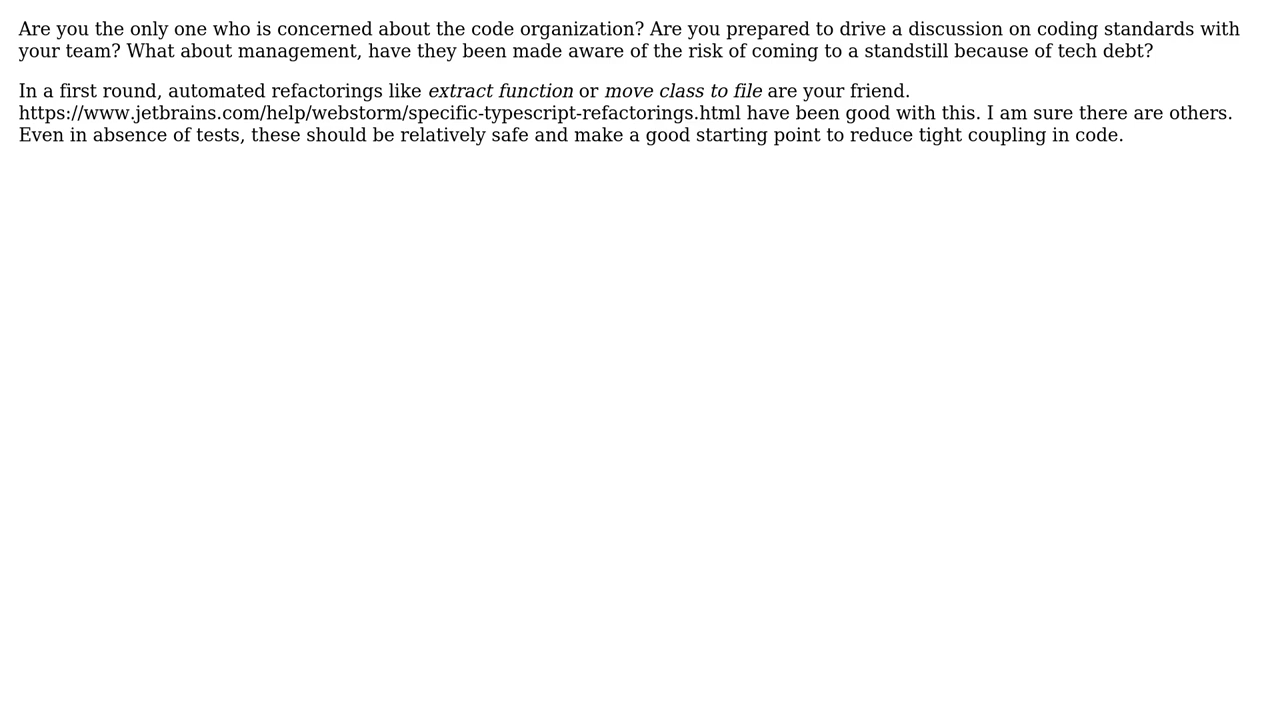 Are you the only one who is concerned about the code organization? Are you prepared to drive a discussion on coding standards with
your team? What about management, have they been made aware of the risk of coming to a standstill because of tech debt?
In a first round, automated refactorings like extract function or move class to file are your friend.
https://www.jetbrains.com/help/webstorm/specific-typescript-refactorings.html have been good with this. I am sure there are others.
Even in absence of tests, these should be relatively safe and make a good starting point to reduce tight coupling in code.